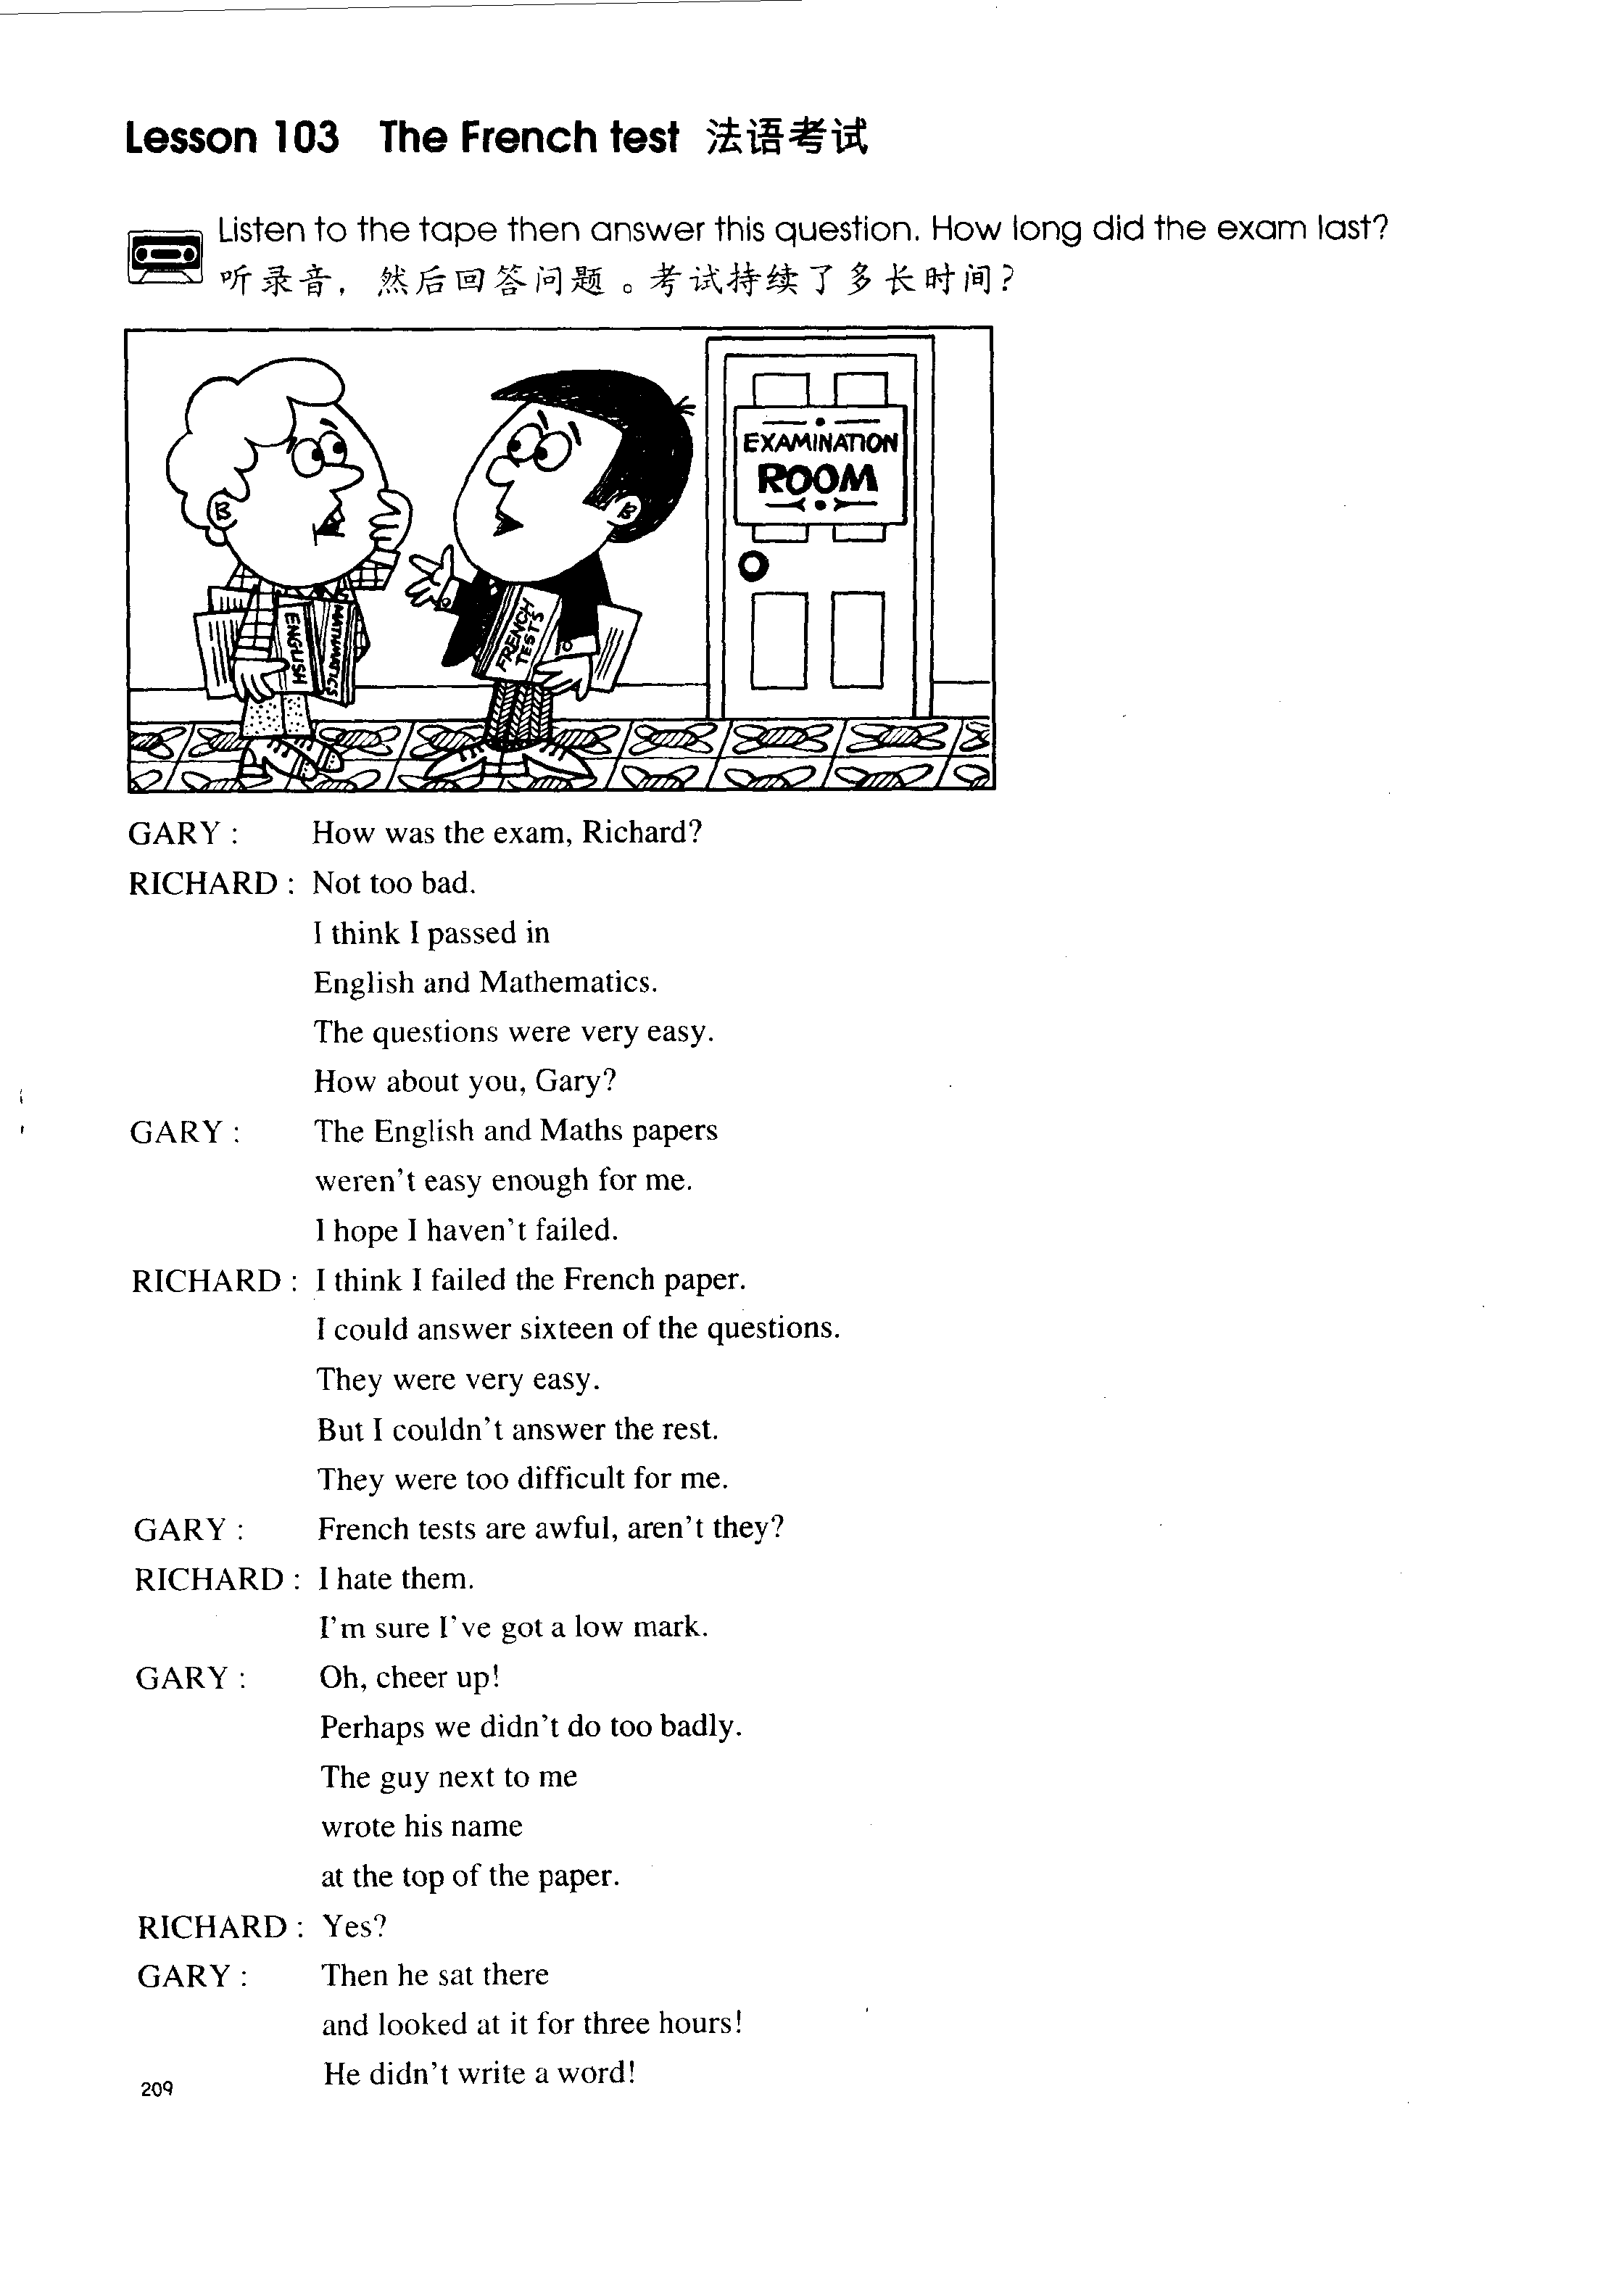 Lesson 103 The French test 法语考试
Listen to the tape then answer this question. How long did the exam last?
听录音，然后回答问题。考试持续了多长时间?
EXAMINATION
ROOM
ENGLISH
MATHEMATICS
FRENCH
TESTS
GARY : How was the exam, Richard?
RICHARD : Not too bad.
I think I passed in
English and Mathematics.
The questions were very easy.
How about you, Gary?
GARY : The English and Maths papers
weren't easy enough for me.
I hope I haven't failed.
RICHARD : I think I failed the French paper.
I could answer sixteen of the questions.
They were very easy.
But I couldn't answer the rest.
They were too difficult for me.
GARY : French tests are awful, aren't they?
RICHARD : I hate them.
I'm sure I've got a low mark.
GARY : Oh, cheer up!
Perhaps we didn't do too badly.
The guy next to me
wrote his name
at the top of the paper.
RICHARD : Yes?
GARY : Then he sat there
and looked at it for three hours!
He didn't write a word!
209